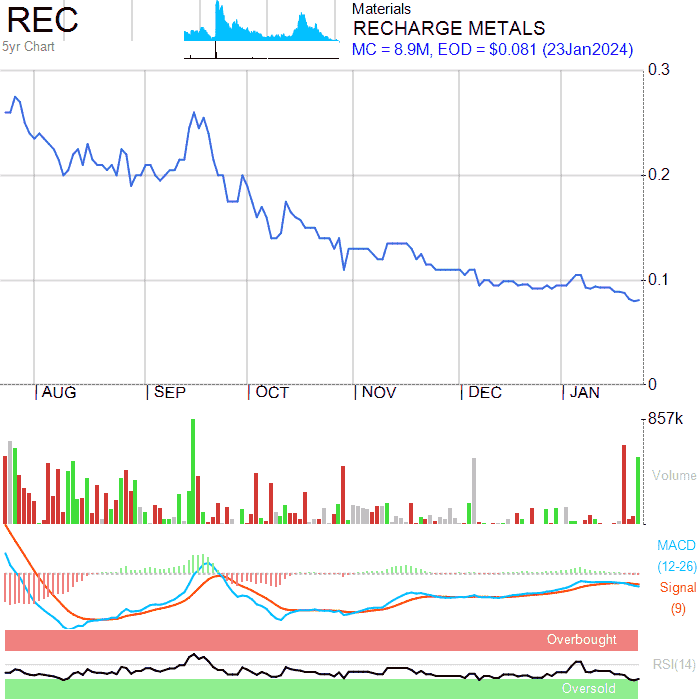 REC
5yr Chart
Materials
RECHARGE METALS
MC = 8.9M, EOD = $0.081 (23Jan2024)
0.3
0.2
0.1
0
AUG SEP OCT NOV DEC JAN
857k
Volume
MACD
(12-26)
Signal
(9)
Overbought
RSI(14)
Oversold